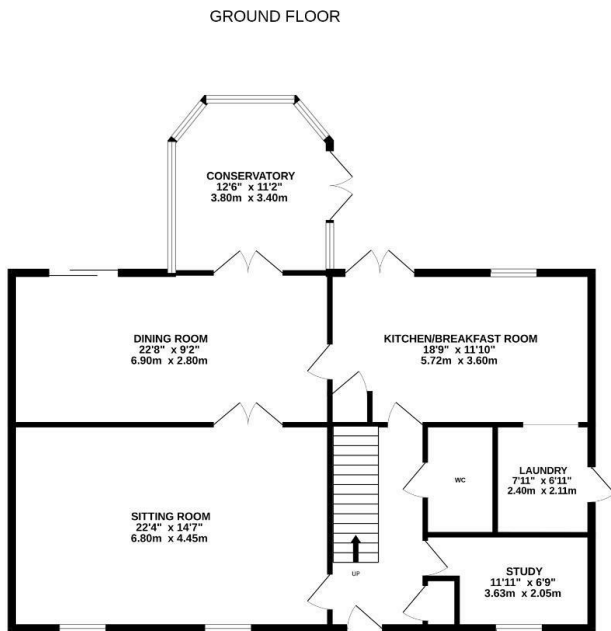 GROUND FLOOR
CONSERVATORY
12'6" x 11'2"
3.80m x 3.40m
DINING ROOM
22'8" x 9'2"
6.90m x 2.80m
KITCHEN/BREAKFAST ROOM
18'9" x 11'10"
5.72m x 3.60m
SITTING ROOM
22'4" x 14'7"
6.80m x 4.45m
UP
WC
LAUNDRY
7'11" x 6'11"
2.40m x 2.11m
STUDY
11'11" x 6'9"
3.63m x 2.05m